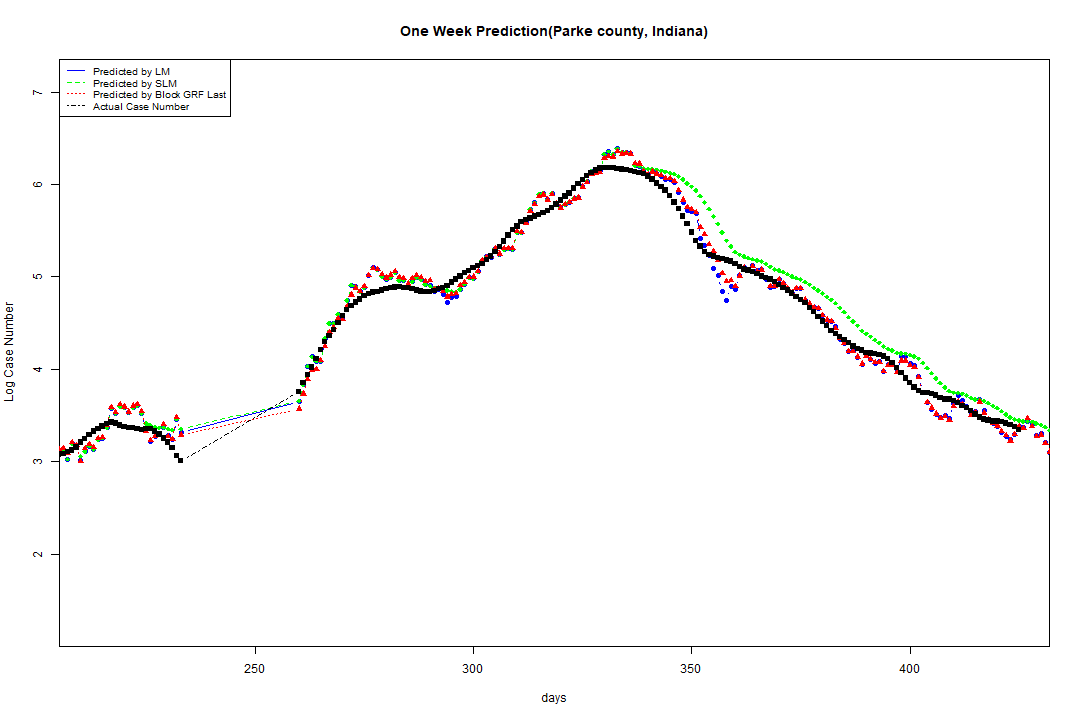 One Week Prediction(Parke county, Indiana)
Predicted by LM
Predicted by SLM
Predicted by Block GRF Last
Actual Case Number
7
6
5
4
3
2
Log Case Number
250
300
350
400
days